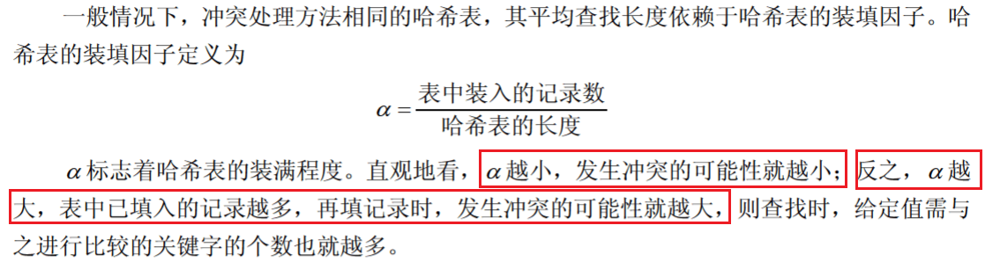 一般情况下，冲突处理方法相同的哈希表，其平均查找长度依赖于哈希表的装填因子。哈
希表的装填因子定义为
α = 表中装入的记录数
哈希表的长度
α 标志着哈希表的装满程度。直观地看，α 越小，发生冲突的可能性就越小；反之，α 越
大，表中已填入的记录越多，再填记录时，发生冲突的可能性就越大，则查找时，给定值需与
之进行比较的关键字的个数也就越多。